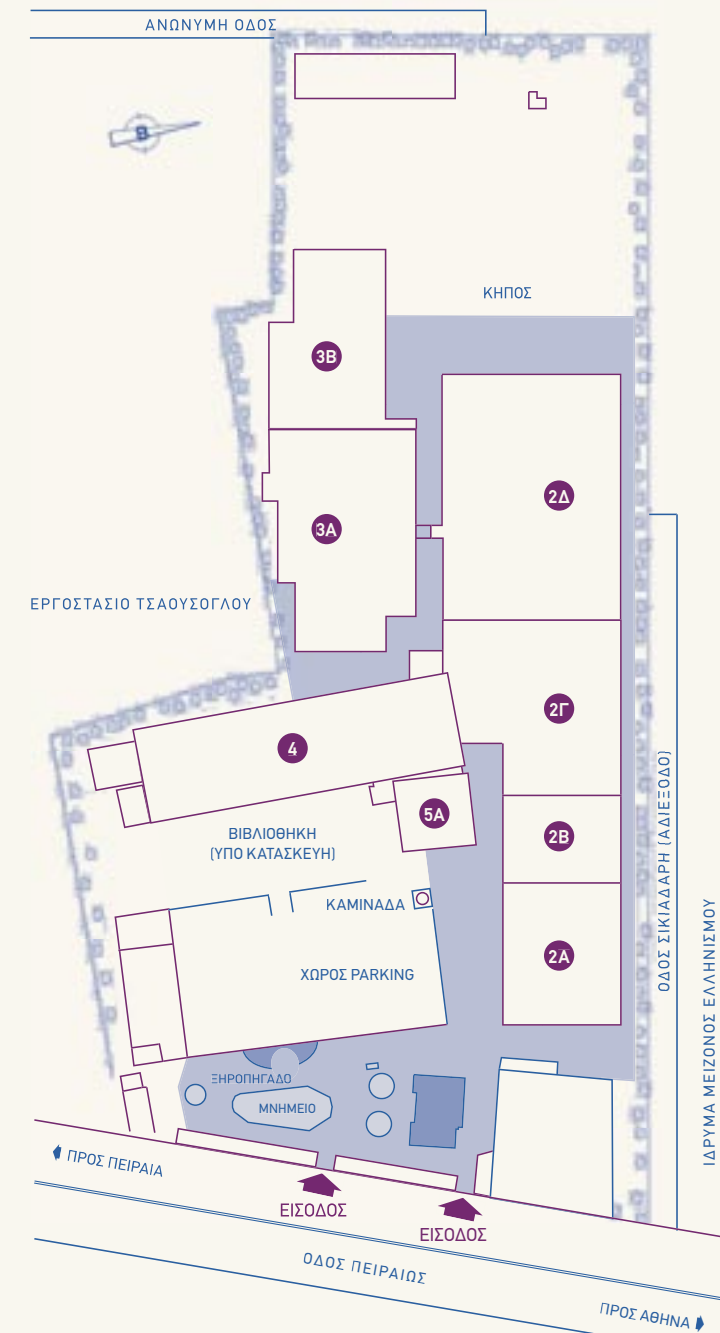 ΑΝΩΝΥΜΗ ΟΔΟΣ
Β
ΚΗΠΟΣ
3Β
2Δ
3Α
ΕΡΓΟΣΤΑΣΙΟ ΤΣΑΟΥΣΟΓΛΟΥ
2Γ
4
5Α
ΒΙΒΛΙΟΘΗΚΗ
(ΥΠΟ ΚΑΤΑΣΚΕΥΗ)
2Β
ΟΔΟΣ ΣΙΚΙΑΔΑΡΗ (ΑΔΙΕΞΟΔΟ)
ΚΑΜΙΝΑΔΑ
2Α
ΧΩΡΟΣ PARKING
ΙΔΡΥΜΑ ΜΕΙΖΟΝΟΣ ΕΛΛΗΝΙΣΜΟΥ
ΞΗΡΟΠΗΓΑΔΟ
ΜΝΗΜΕΙΟ
ΠΡΟΣ ΠΕΙΡΑΙΑ
ΕΙΣΟΔΟΣ
ΕΙΣΟΔΟΣ
ΟΔΟΣ ΠΕΙΡΑΙΩΣ
ΠΡΟΣ ΑΘΗΝΑ